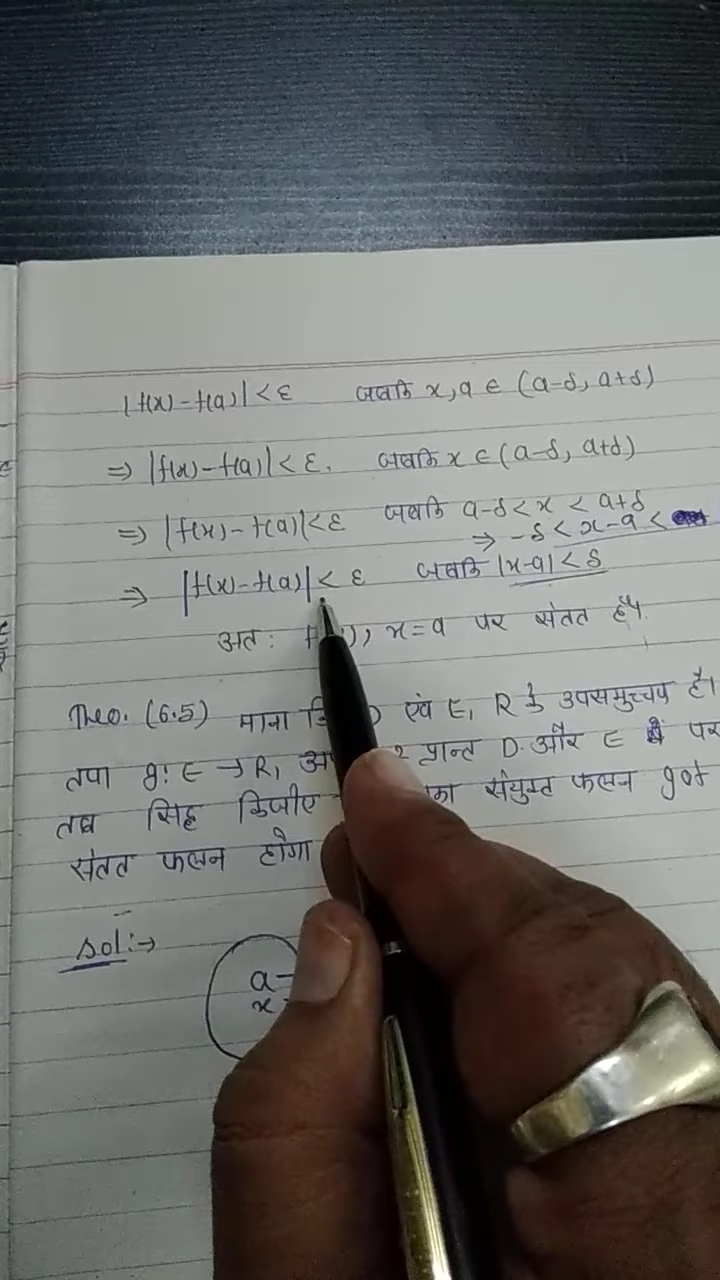 |f(x) - f(a)| < ε जबकि x, a ∈ (a-δ, a+δ)
⇒ |f(x) - f(a)| < ε. जबकि x ∈ (a-δ, a+δ)
⇒ |f(x) - f(a)| < ε जबकि a-δ < x < a+δ
⇒ -δ < x-a <
⇒ |f(x) - f(a)| < ε जबकि |x-a| < δ
अतः x = a पर संतत है।
Theo. (6.5) माना एवं E, R के उपसमुच्चय है।
तथा g: E → R, प्रान्त D और E पर
तब सिद्ध किजीए संयुक्त फलन gof
संतत फलन होगा
Sol:→
a
x